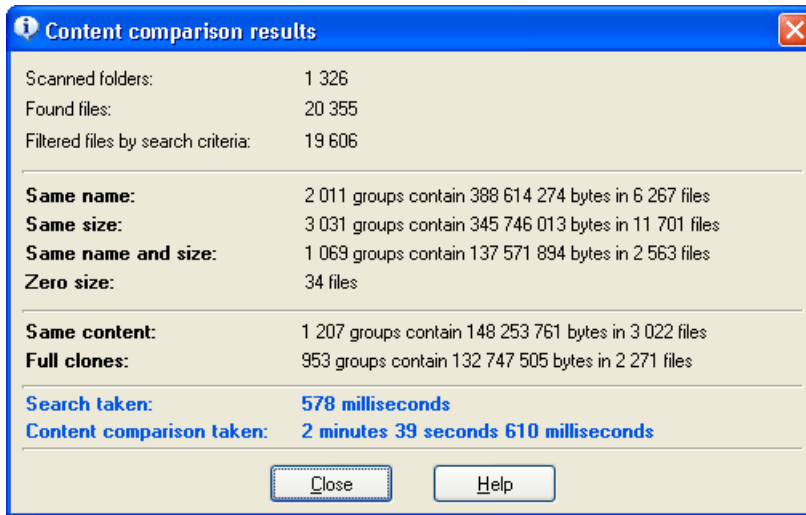 Content comparison results
Scanned folders: 1 326
Found files: 20 355
Filtered files by search criteria: 19 606
Same name: 2 011 groups contain 388 614 274 bytes in 6 267 files
Same size: 3 031 groups contain 345 746 013 bytes in 11 701 files
Same name and size: 1 069 groups contain 137 571 894 bytes in 2 563 files
Zero size: 34 files
Same content: 1 207 groups contain 148 253 761 bytes in 3 022 files
Full clones: 953 groups contain 132 747 505 bytes in 2 271 files
Search taken: 578 milliseconds
Content comparison taken: 2 minutes 39 seconds 610 milliseconds
Close Help